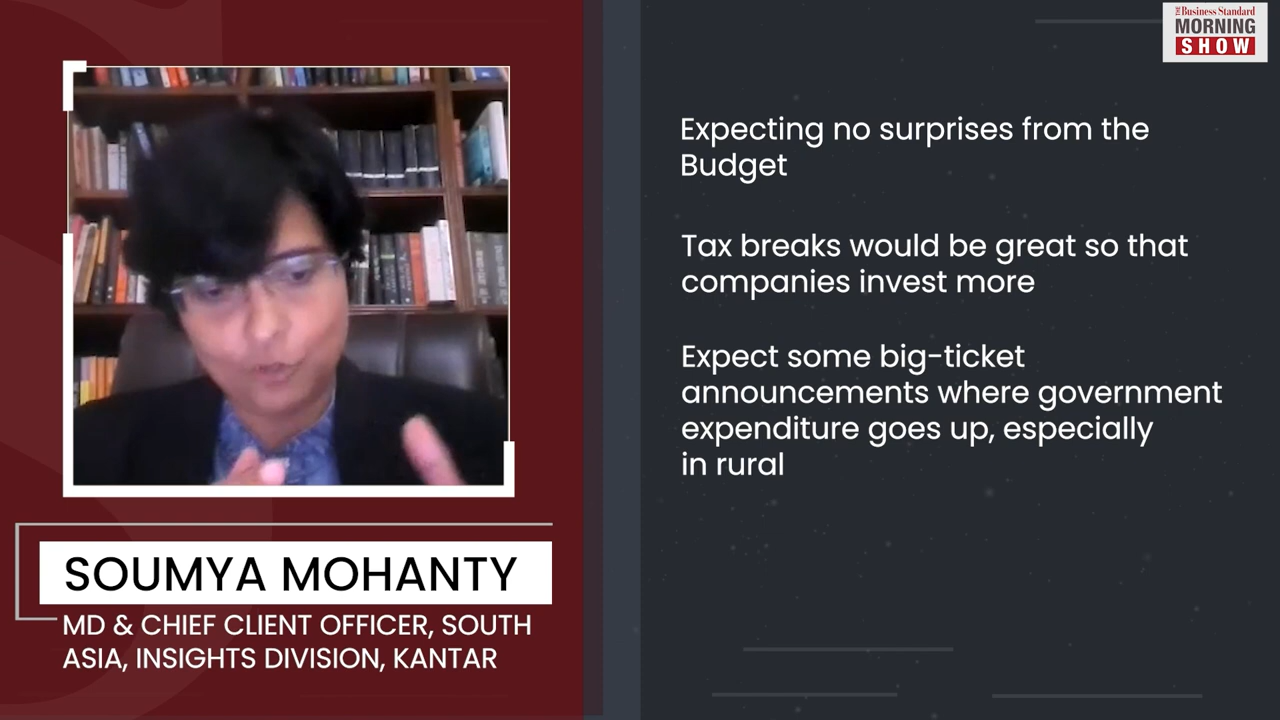 THE Business Standard
MORNING
SHOW
Expecting no surprises from the
Budget
Tax breaks would be great so that
companies invest more
Expect some big-ticket
announcements where government
expenditure goes up, especially
in rural
SOUMYA MOHANTY
MD & CHIEF CLIENT OFFICER, SOUTH
ASIA, INSIGHTS DIVISION, KANTAR